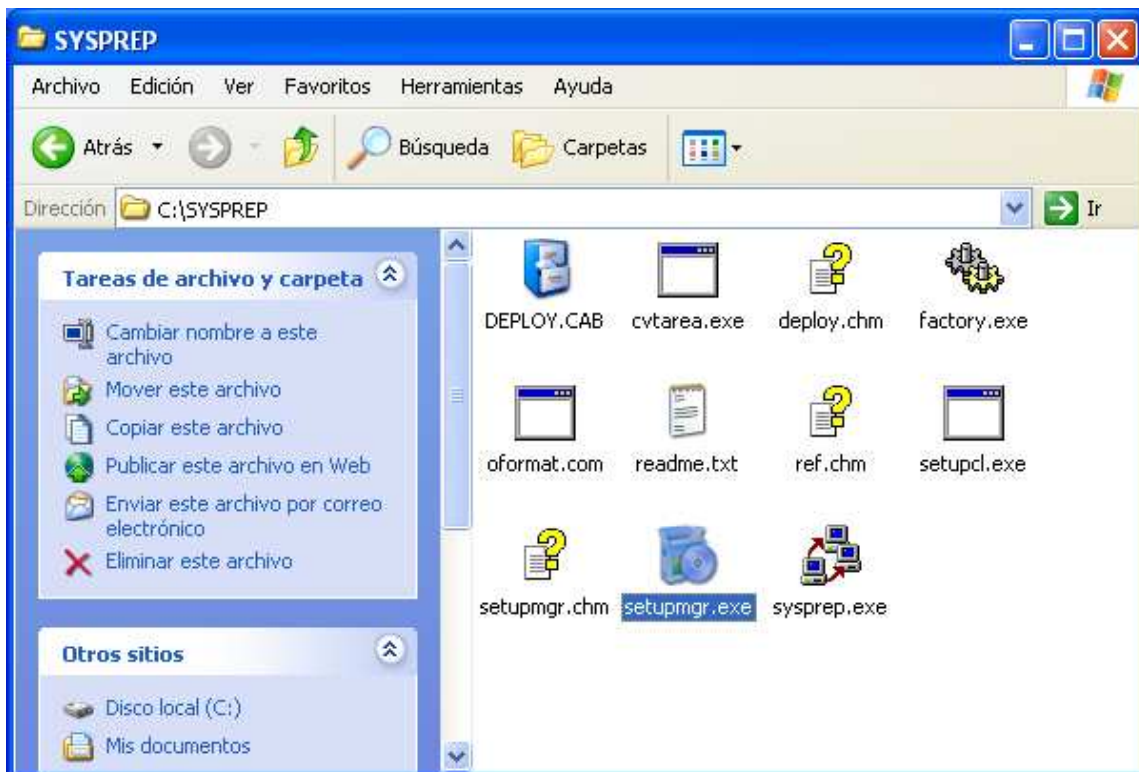 SYSPREP
Archivo Edición Ver Favoritos Herramientas Ayuda
Atrás Búsqueda Carpetas
Dirección C:\SYSPREP Ir
Tareas de archivo y carpeta
Cambiar nombre a este
archivo
Mover este archivo
Copiar este archivo
Publicar este archivo en Web
Enviar este archivo por correo
electrónico
Eliminar este archivo
Otros sitios
Disco local (C:)
Mis documentos
DEPLOY.CAB cvtarea.exe deploy.chm factory.exe
oformat.com readme.txt ref.chm setupcl.exe
setupmgr.chm setupmgr.exe sysprep.exe